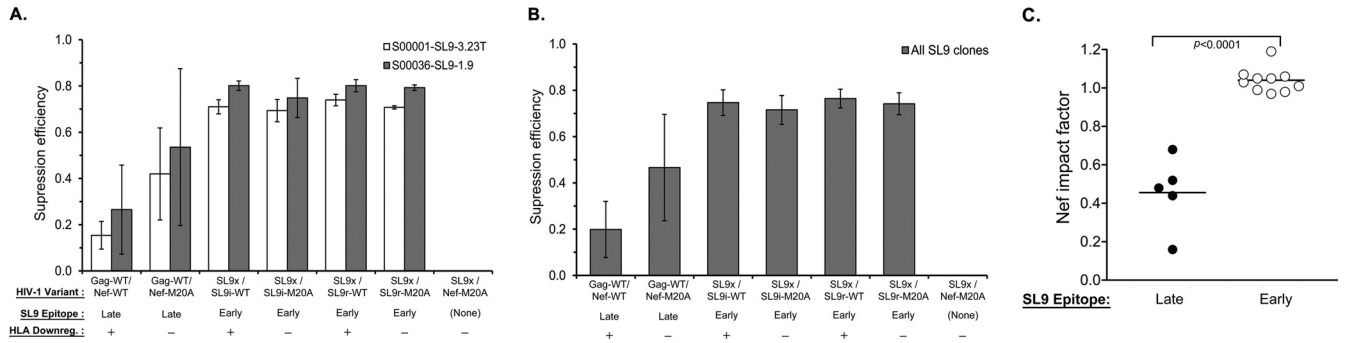 A.
S00001-SL9-3.23T
S00036-SL9-1.9
Supression efficiency
1.0
0.8
0.6
0.4
0.2
0.0
Gag-WT/ Gag-WT/ SL9x / SL9x / SL9x / SL9x / SL9x /
HIV-1 Variant : Nef-WT Nef-M20A SL9i-WT SL9i-M20A SL9r-WT SL9r-M20A Nef-M20A
SL9 Epitope : Late Late Early Early Early Early (None)
HLA Downreg. : + – + – + – –
B.
All SL9 clones
Supression efficiency
1.0
0.8
0.6
0.4
0.2
0.0
Gag-WT/ Gag-WT/ SL9x / SL9x / SL9x / SL9x / SL9x /
Nef-WT Nef-M20A SL9i-WT SL9i-M20A SL9r-WT SL9r-M20A Nef-M20A
Late Late Early Early Early Early (None)
+ – + – + – –
C.
p<0.0001
Nef impact factor
1.2
1.0
0.8
0.6
0.4
0.2
0.0
SL9 Epitope: Late Early